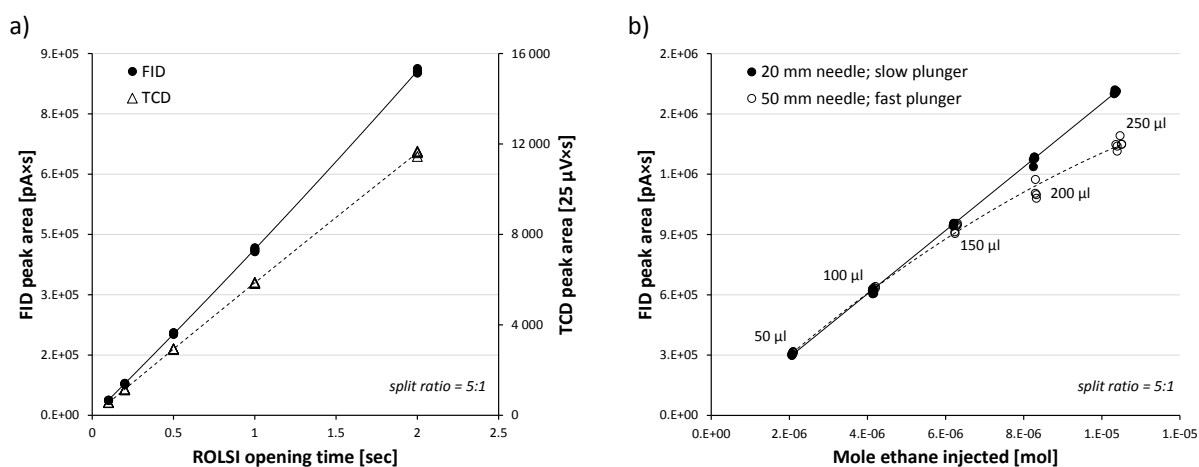 a)
9.E+05
8.E+05
6.E+05
5.E+05
3.E+05
2.E+05
0.E+00
FID peak area [pA×s]
FID
TCD
16 000
12 000
8 000
4 000
0
TCD peak area [25 µV×s]
split ratio = 5:1
0 0.5 1 1.5 2 2.5
ROLSI opening time [sec]
b)
2.E-06
2.E-06
1.E-06
9.E+05
6.E+05
3.E+05
0.E+00
FID peak area [pA×s]
20 mm needle; slow plunger
50 mm needle; fast plunger
250 µl
200 µl
150 µl
100 µl
50 µl
split ratio = 5:1
0.E+00 2.E-06 4.E-06 6.E-06 8.E-06 1.E-05 1.E-05
Mole ethane injected [mol]